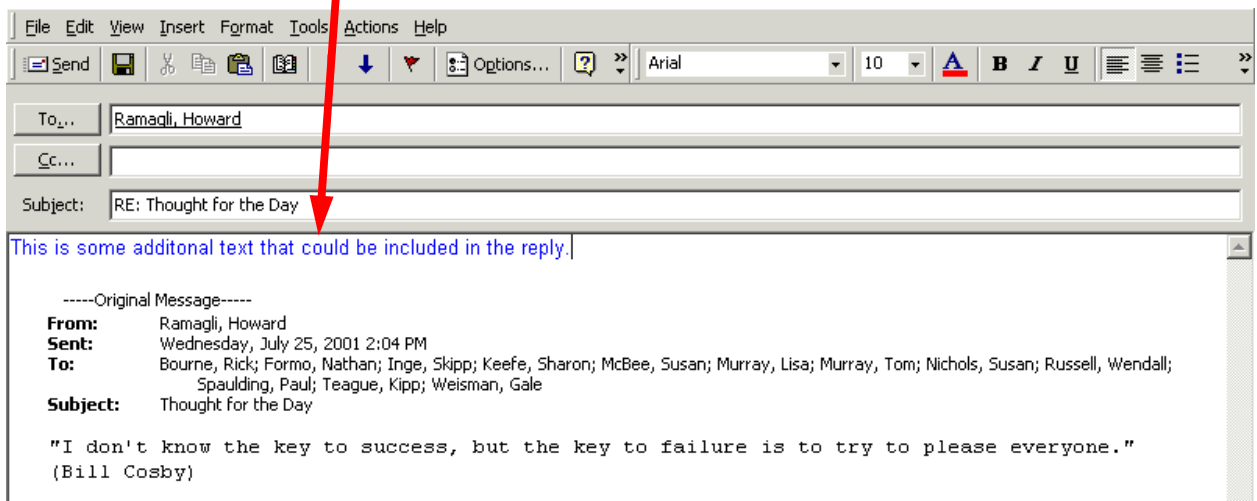 File Edit View Insert Format Tools Actions Help
Send Options... Arial 10 A B I U
To... Ramagli, Howard
Cc...
Subject: RE: Thought for the Day
This is some additonal text that could be included in the reply.
-----Original Message-----
From: Ramagli, Howard
Sent: Wednesday, July 25, 2001 2:04 PM
To: Bourne, Rick; Formo, Nathan; Inge, Skipp; Keefe, Sharon; McBee, Susan; Murray, Lisa; Murray, Tom; Nichols, Susan; Russell, Wendall;
Spaulding, Paul; Teague, Kipp; Weisman, Gale
Subject: Thought for the Day
"I don't know the key to success, but the key to failure is to try to please everyone."
(Bill Cosby)